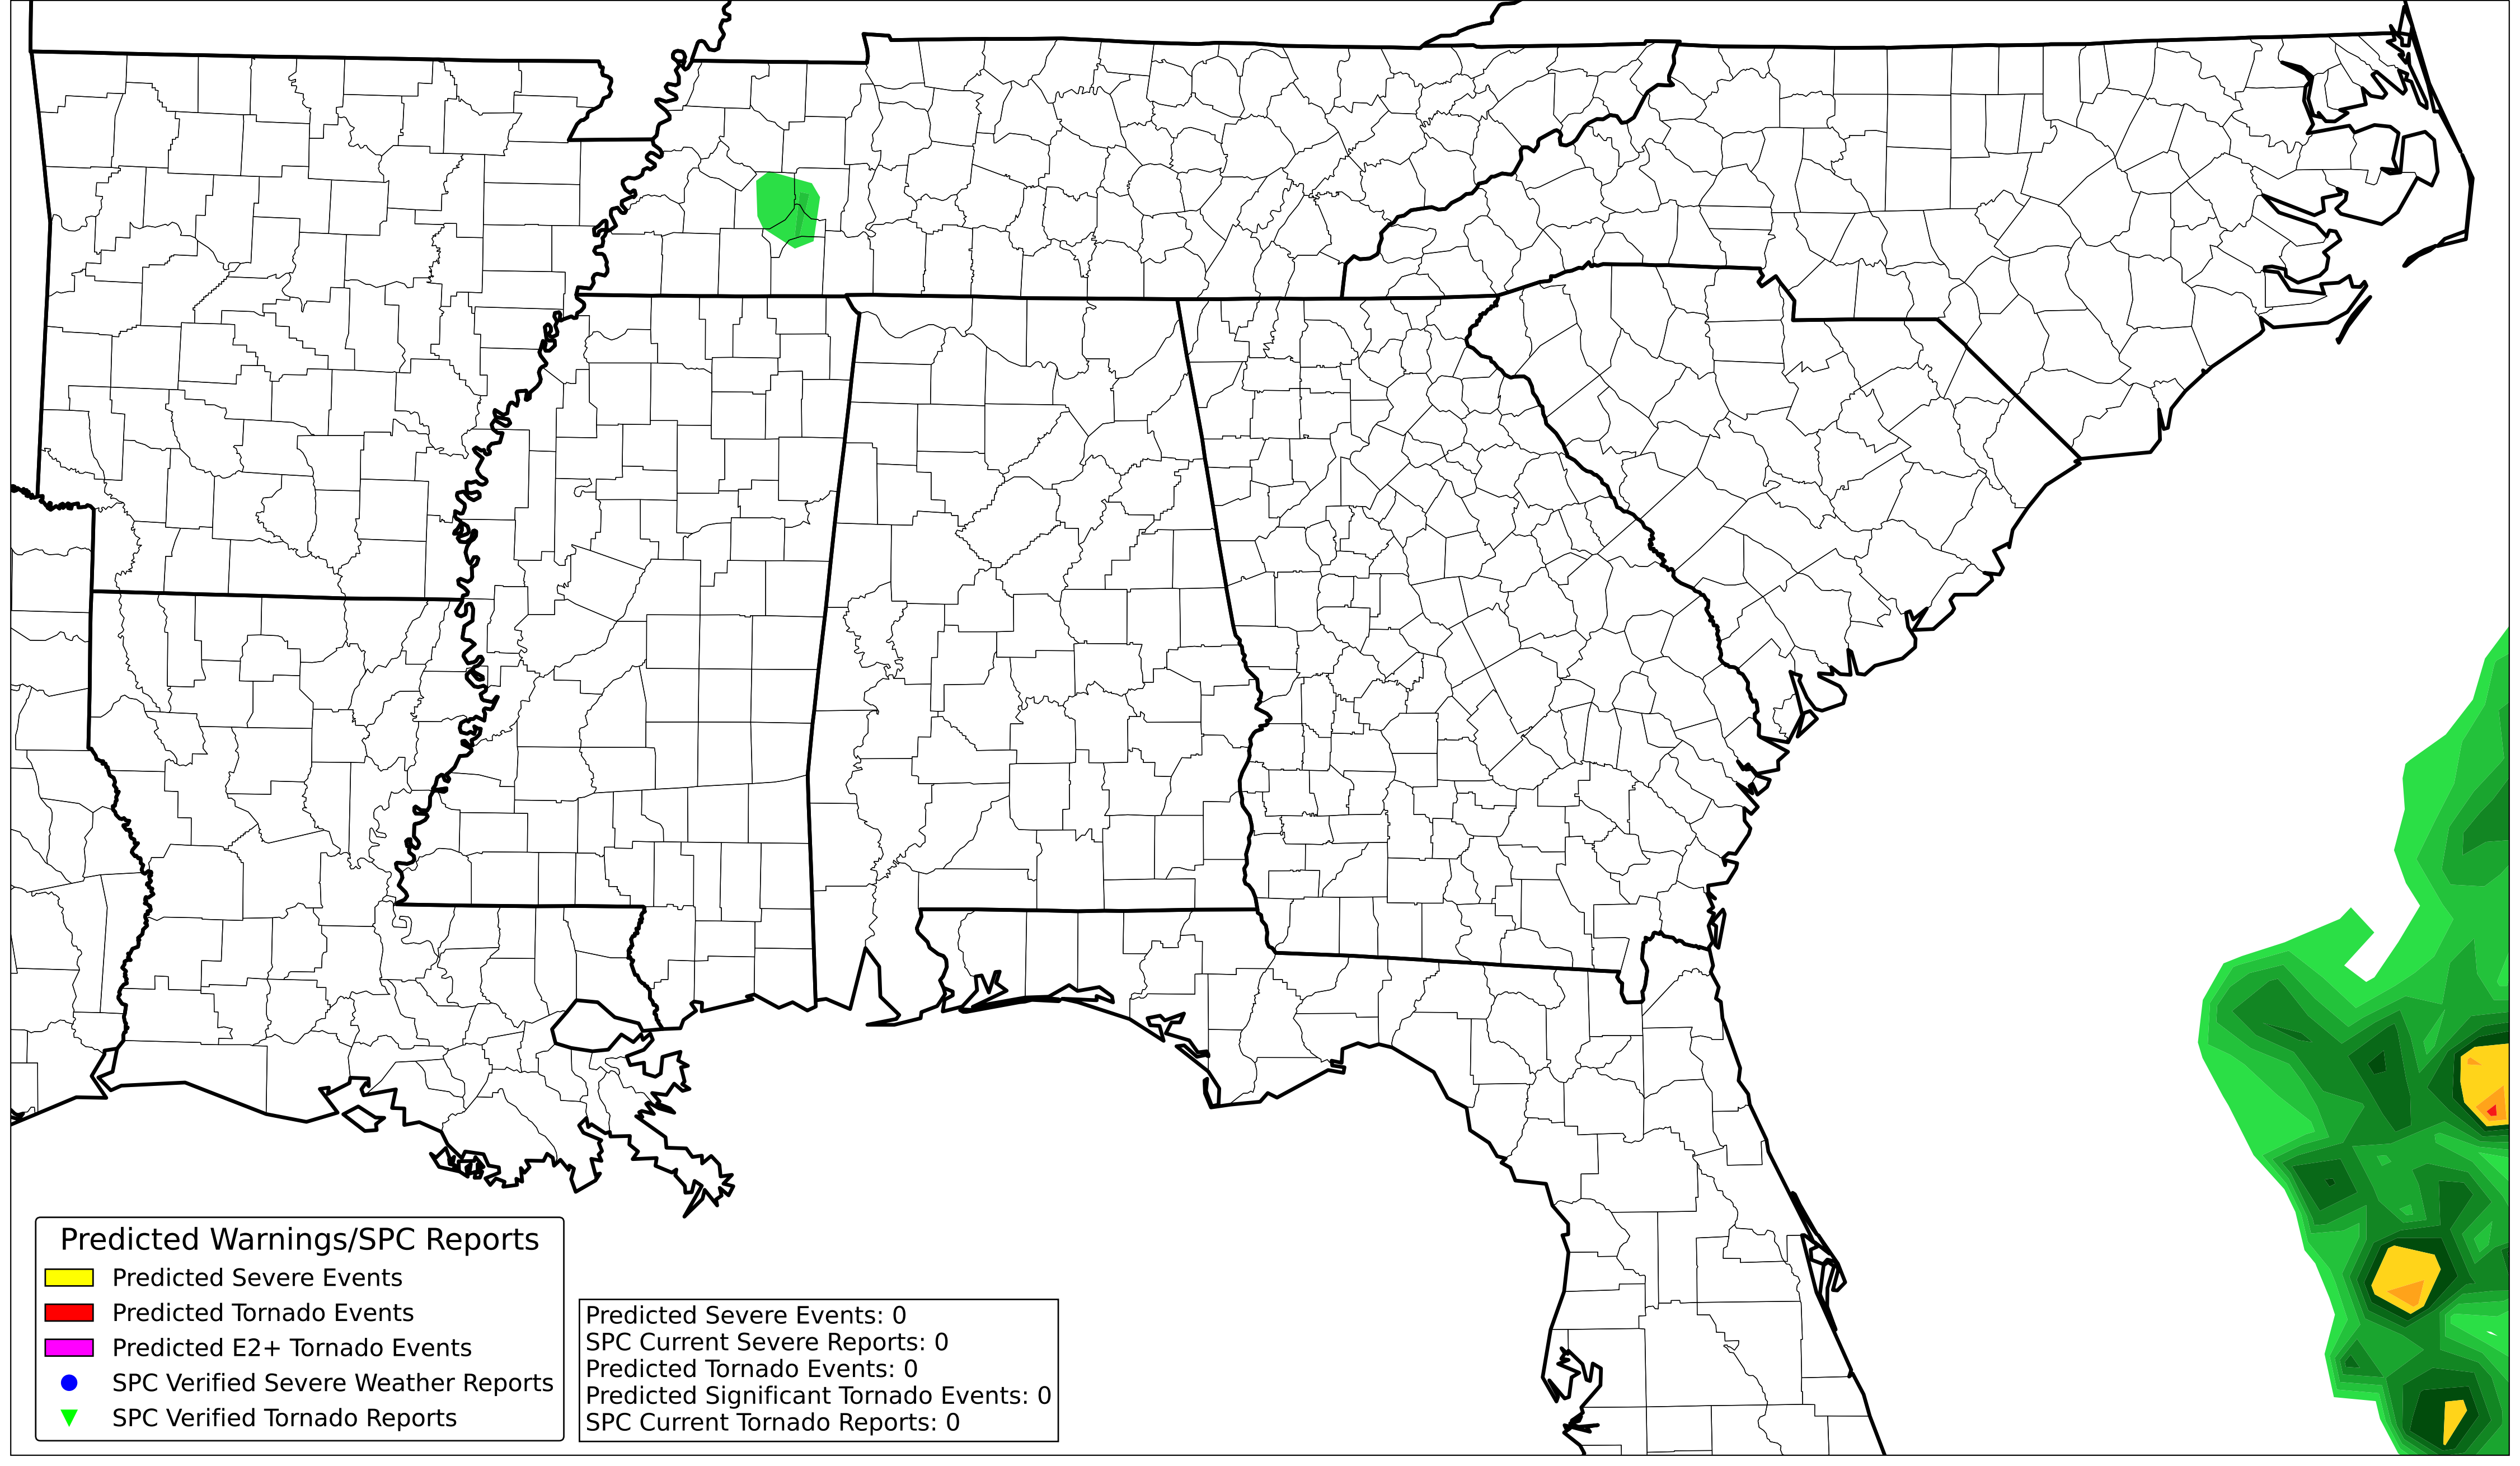 Predicted Warnings/SPC Reports
Predicted Severe Events
Predicted Tornado Events
Predicted E2+ Tornado Events
SPC Verified Severe Weather Reports
SPC Verified Tornado Reports
Predicted Severe Events: 0
SPC Current Severe Reports: 0
Predicted Tornado Events: 0
Predicted Significant Tornado Events: 0
SPC Current Tornado Reports: 0